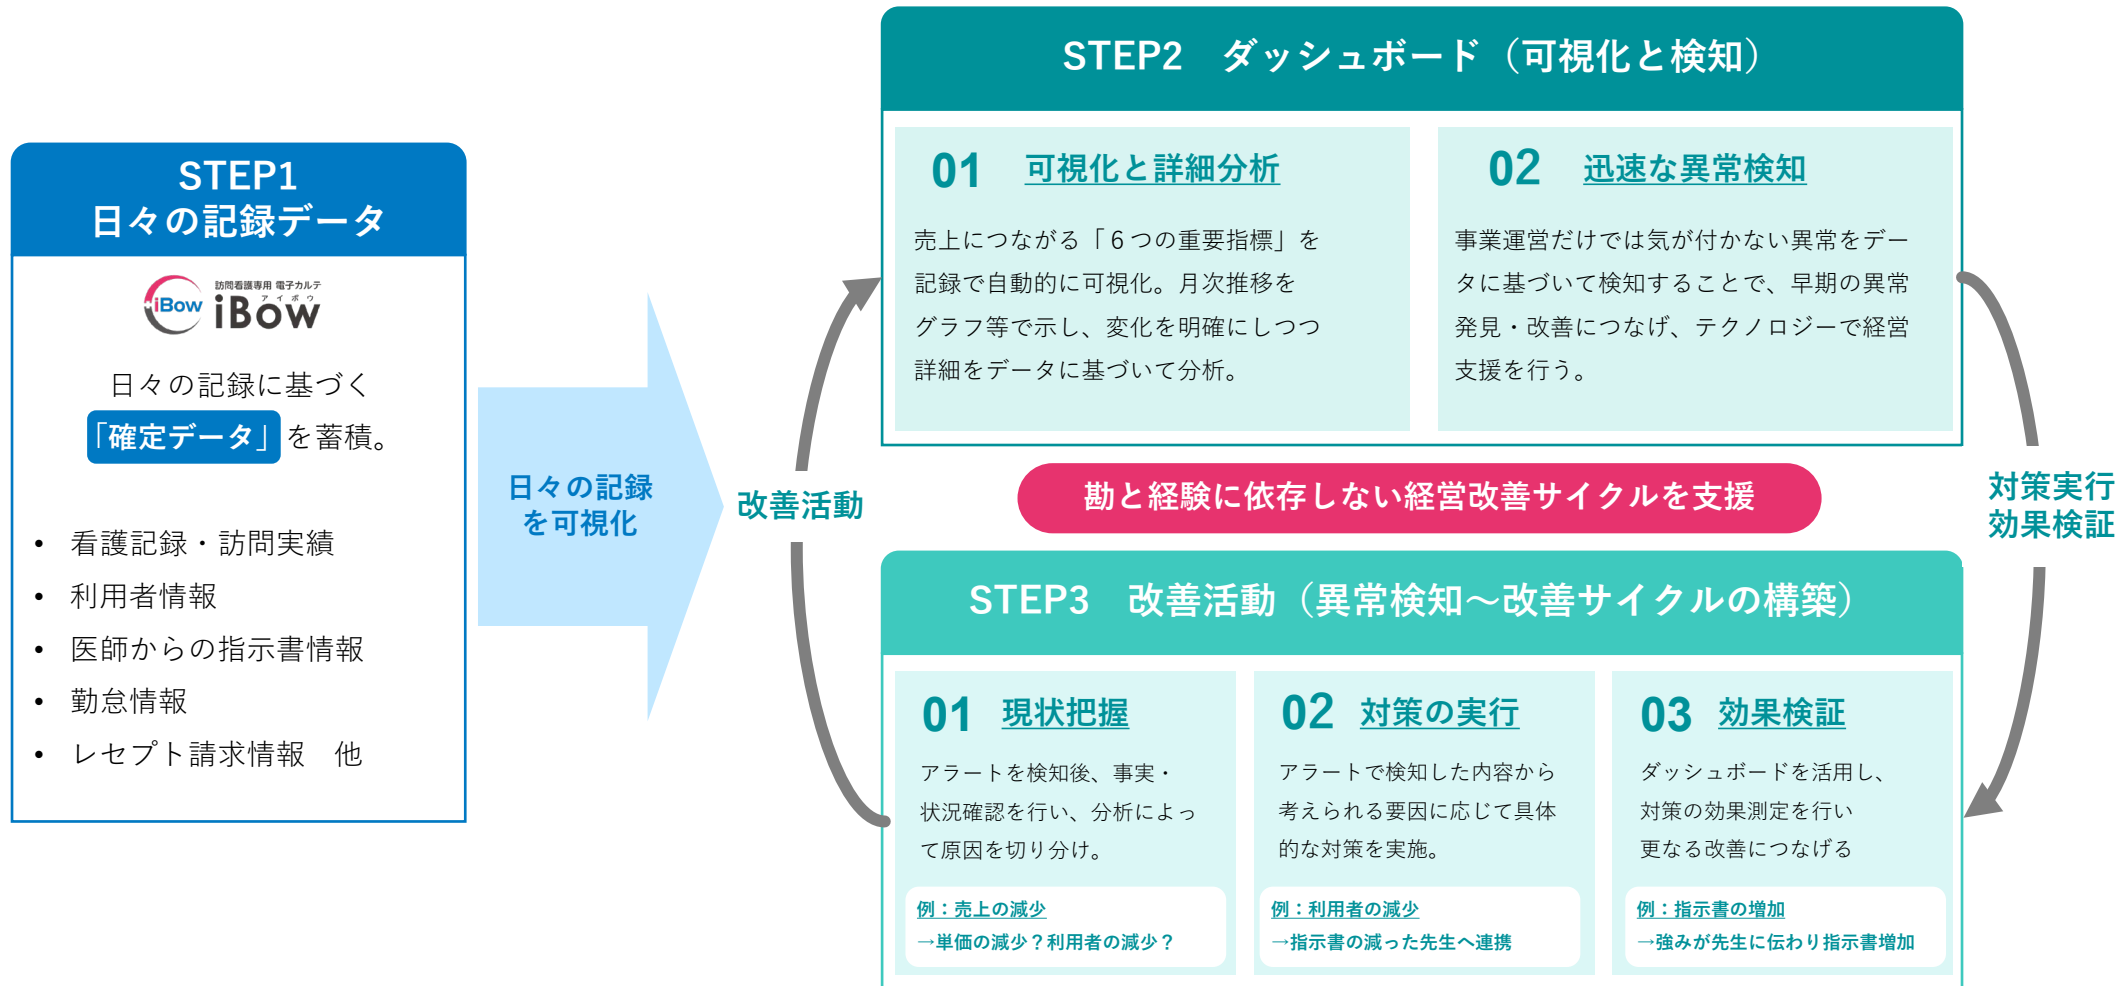 STEP1
日々の記録データ
iBow
訪問看護専用 電子カルテ
アイボウ
iBow
日々の記録に基づく
「確定データ」を蓄積。
• 看護記録・訪問実績
• 利用者情報
• 医師からの指示書情報
• 勤怠情報
• レセプト請求情報　他
日々の記録
を可視化
改善活動
STEP2　ダッシュボード（可視化と検知）
01 可視化と詳細分析
売上につながる「６つの重要指標」を
記録で自動的に可視化。月次推移を
グラフ等で示し、変化を明確にしつつ
詳細をデータに基づいて分析。
02 迅速な異常検知
事業運営だけでは気が付かない異常をデー
タに基づいて検知することで、早期の異常
発見・改善につなげ、テクノロジーで経営
支援を行う。
勘と経験に依存しない経営改善サイクルを支援
対策実行
効果検証
STEP3　改善活動（異常検知～改善サイクルの構築）
01 現状把握
アラートを検知後、事実・
状況確認を行い、分析によっ
て原因を切り分け。
例：売上の減少
→単価の減少？利用者の減少？
02 対策の実行
アラートで検知した内容から
考えられる要因に応じて具体
的な対策を実施。
例：利用者の減少
→指示書の減った先生へ連携
03 効果検証
ダッシュボードを活用し、
対策の効果測定を行い
更なる改善につなげる
例：指示書の増加
→強みが先生に伝わり指示書増加